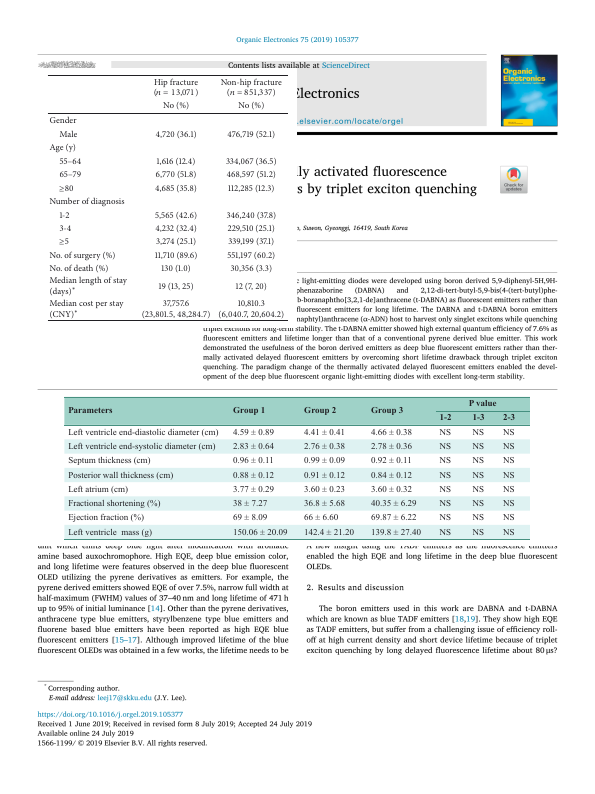 Organic Electronics 75 (2019) 105377
Contents lists available at ScienceDirect
Organic
Electronics
Electronics
.elsevier.com/locate/orgel
Hip fracture Non-hip fracture
(n = 13,071) (n = 851,337)
No (%) No (%)
Gender
Male 4,720 (36.1) 476,719 (52.1)
Age (y)
55–64 1,616 (12.4) 334,067 (36.5)
65–79 6,770 (51.8) 468,597 (51.2)
≥80 4,685 (35.8) 112,285 (12.3)
Number of diagnosis
1-2 5,565 (42.6) 346,240 (37.8)
3-4 4,232 (32.4) 229,510 (25.1)
≥5 3,274 (25.1) 339,199 (37.1)
No. of surgery (%) 11,710 (89.6) 551,197 (60.2)
No. of death (%) 130 (1.0) 30,356 (3.3)
Median length of stay 19 (13, 25) 12 (7, 20)
(days)*
Median cost per stay 37,757.6 10,810.3
(CNY)* (23,801.5, 48,284.7) (6,040.7, 20,604.2)
ly activated fluorescence
s by triplet exciton quenching
Check for
updates
, Suwon, Gyeonggi, 16419, South Korea
light-emitting diodes were developed using boron derived 5,9-diphenyl-5H,9H-
phenazaborine (DABNA) and 2,12-di-tert-butyl-5,9-bis(4-(tert-butyl)phe-
b-boranaphtho[3,2,1-de]anthracene (t-DABNA) as fluorescent emitters rather than
fluorescent emitters for long lifetime. The DABNA and t-DABNA boron emitters
naphtyl)anthracene (α-ADN) host to harvest only singlet excitons while quenching
triplet excitons for long-term stability. The t-DABNA emitter showed high external quantum efficiency of 7.6% as
fluorescent emitters and lifetime longer than that of a conventional pyrene derived blue emitter. This work
demonstrated the usefulness of the boron derived emitters as deep blue fluorescent emitters rather than ther-
mally activated delayed fluorescent emitters by overcoming short lifetime drawback through triplet exciton
quenching. The paradigm change of the thermally activated delayed fluorescent emitters enabled the devel-
opment of the deep blue fluorescent organic light-emitting diodes with excellent long-term stability.
Parameters Group 1 Group 2 Group 3 P value
1-2 1-3 2-3
Left ventricle end-diastolic diameter (cm) 4.59 ± 0.89 4.41 ± 0.41 4.66 ± 0.38 NS NS NS
Left ventricle end-systolic diameter (cm) 2.83 ± 0.64 2.76 ± 0.38 2.78 ± 0.36 NS NS NS
Septum thickness (cm) 0.96 ± 0.11 0.99 ± 0.09 0.92 ± 0.11 NS NS NS
Posterior wall thickness (cm) 0.88 ± 0.12 0.91 ± 0.12 0.84 ± 0.12 NS NS NS
Left atrium (cm) 3.77 ± 0.29 3.60 ± 0.23 3.60 ± 0.32 NS NS NS
Fractional shortening (%) 38 ± 7.27 36.8 ± 5.68 40.35 ± 6.29 NS NS NS
Ejection fraction (%) 69 ± 8.09 66 ± 6.60 69.87 ± 6.22 NS NS NS
Left ventricle mass (g) 150.06 ± 20.09 142.4 ± 21.20 139.8 ± 27.40 NS NS NS
unit which emits deep blue light after modification with aromatic
amine based auxochromophore. High EQE, deep blue emission color,
and long lifetime were features observed in the deep blue fluorescent
OLED utilizing the pyrene derivatives as emitters. For example, the
pyrene derived emitters showed EQE of over 7.5%, narrow full width at
half-maximum (FWHM) values of 37–40 nm and long lifetime of 471 h
up to 95% of initial luminance [14]. Other than the pyrene derivatives,
anthracene type blue emitters, styrylbenzene type blue emitters and
fluorene based blue emitters have been reported as high EQE blue
fluorescent emitters [15–17]. Although improved lifetime of the blue
fluorescent OLEDs was obtained in a few works, the lifetime needs to be
A new insight using the TADF emitters as the fluorescence emitters
enabled the high EQE and long lifetime in the deep blue fluorescent
OLEDs.
2. Results and discussion
The boron emitters used in this work are DABNA and t-DABNA
which are known as blue TADF emitters [18,19]. They show high EQE
as TADF emitters, but suffer from a challenging issue of efficiency roll-
off at high current density and short device lifetime because of triplet
exciton quenching by long delayed fluorescence lifetime about 80 μs?
* Corresponding author.
E-mail address: leej17@skku.edu (J.Y. Lee).
https://doi.org/10.1016/j.orgel.2019.105377
Received 1 June 2019; Received in revised form 8 July 2019; Accepted 24 July 2019
Available online 24 July 2019
1566-1199/ © 2019 Elsevier B.V. All rights reserved.